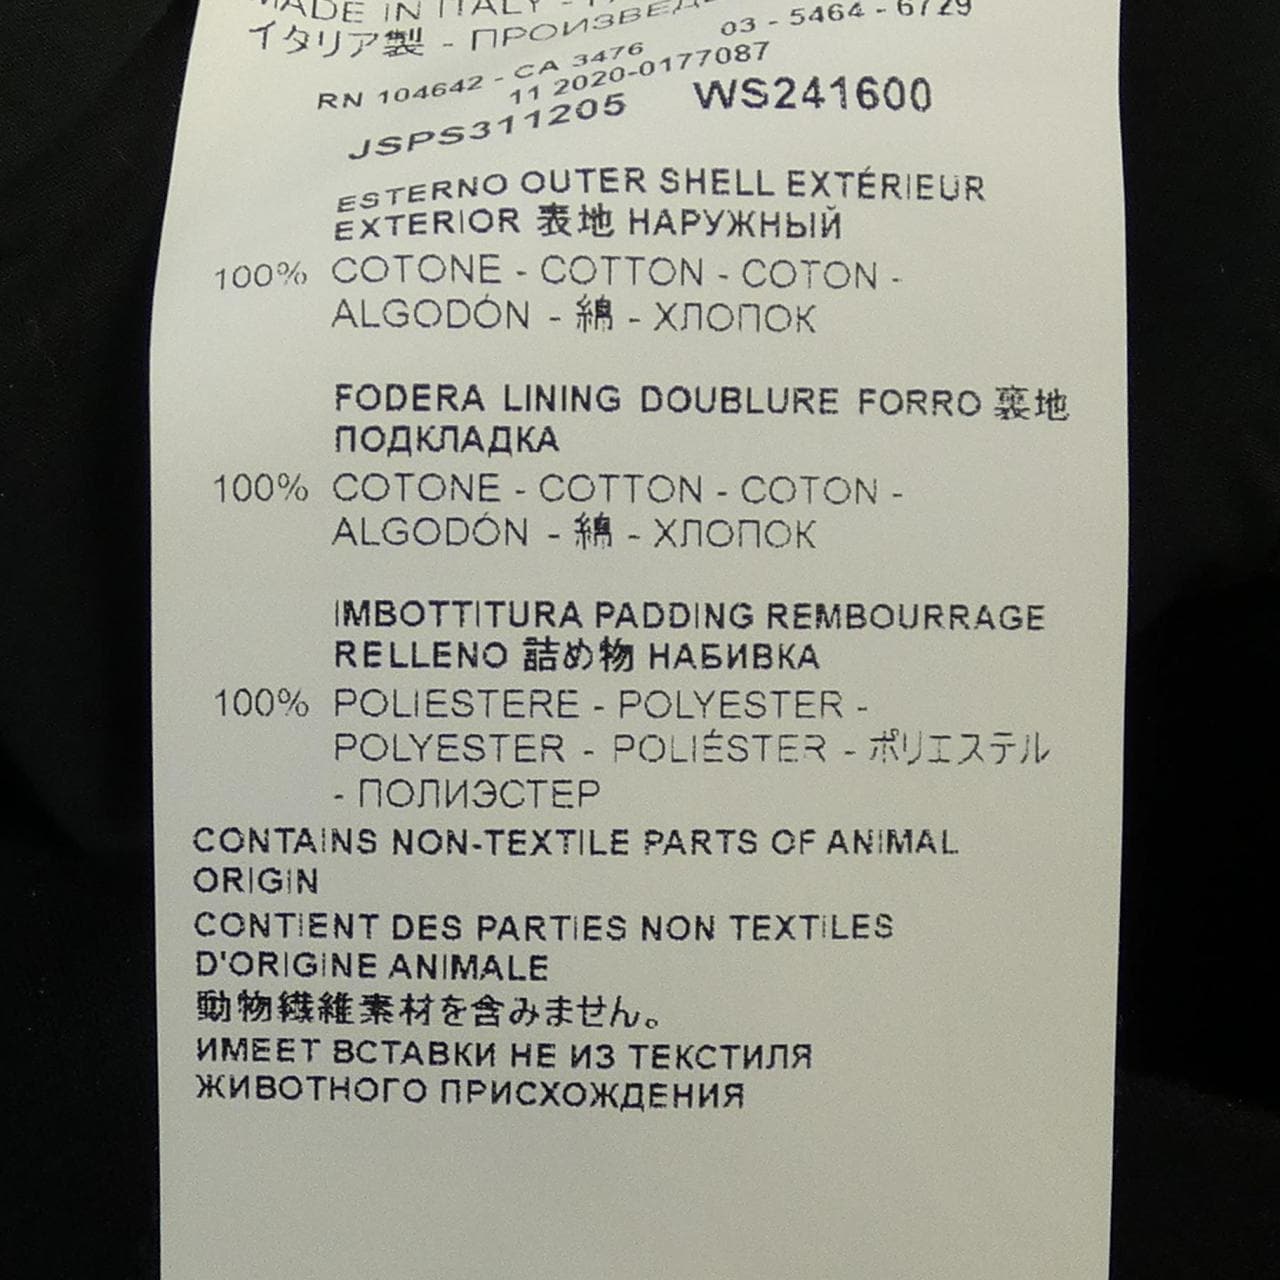 MADE IN ITALY -
イタリア製 - ПРОИЗВЕДЕ
03 - 5464 - 6729
RN 104642 - CA 3476
11 2020-0177087
JSPS311205 WS241600
ESTERNO OUTER SHELL EXTÉRIEUR
EXTERIOR 表地 НАРУЖНЫЙ
100% COTONE - COTTON - COTON -
ALGODÓN - 綿 - ХЛОПОК
FODERA LINING DOUBLURE FORRO 裏地
ПОДКЛАДКА
100% COTONE - COTTON - COTON -
ALGODÓN - 綿 - ХЛОПОК
IMBOTTITURA PADDING REMBOURRAGE
RELLENO 詰め物 НАБИВКА
100% POLIESTERE - POLYESTER -
POLYESTER - POLIÉSTER - ポリエステル
- ПОЛИЭСТЕР
CONTAINS NON-TEXTILE PARTS OF ANIMAL
ORIGIN
CONTIENT DES PARTIES NON TEXTILES
D'ORIGINE ANIMALE
動物繊維素材を含みません。
ИМЕЕТ ВСТАВКИ НЕ ИЗ ТЕКСТИЛЯ
ЖИВОТНОГО ПРИСХОЖДЕНИЯ